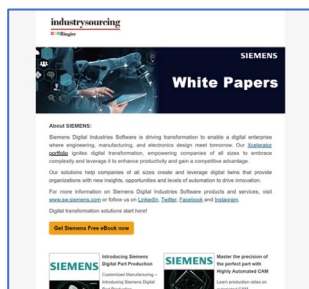 industrysourcing
Ringier
SIEMENS
White Papers
About SIEMENS:
Siemens Digital Industries Software is driving transformation to enable a digital enterprise
where engineering, manufacturing, and electronics design meet tomorrow. Our Xcelerator
portfolio ignites digital transformation, empowering companies of all sizes to embrace
complexity and leverage it to enhance productivity and gain a competitive advantage.
Our solutions help companies of all sizes create and leverage digital twins that provide
organizations with new insights, opportunities and levels of automation to drive innovation.
For more information on Siemens Digital Industries Software products and services, visit
www.sw.siemens.com or follow us on LinkedIn, Twitter, Facebook and Instagram.
Digital transformation solutions start here!
Get Siemens Free eBook now
SIEMENS
Introducing Siemens
Digital Part Production
Customized Manufacturing –
Introducing Siemens Digital
SIEMENS
Master the precision of
the perfect part with
Highly Automated CAM
Learn production relies on